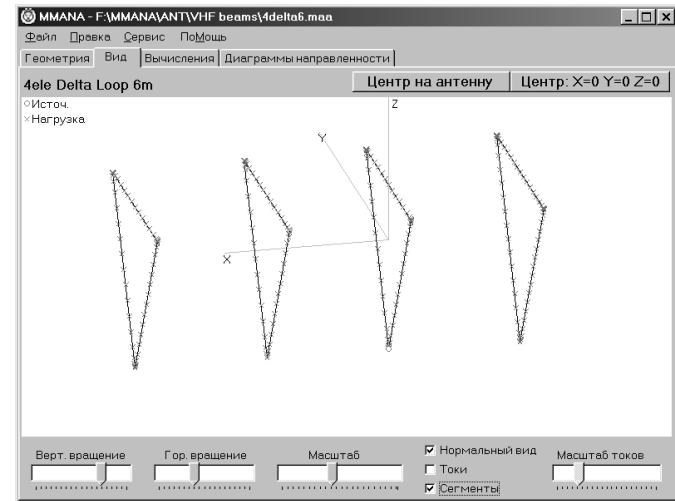 MMANA - F:\MMANA\ANT\VHF beams\4delta6.maa
Файл Правка Сервис ПоМощь
Геометрия Вид Вычисления Диаграммы направленности
4ele Delta Loop 6m Центр на антенну Центр: X=0 Y=0 Z=0
Источ.
Нагрузка
Z
Y
X
Верт. вращение Гор. вращение Масштаб Нормальный вид Масштаб токов
Токи
Сегменты